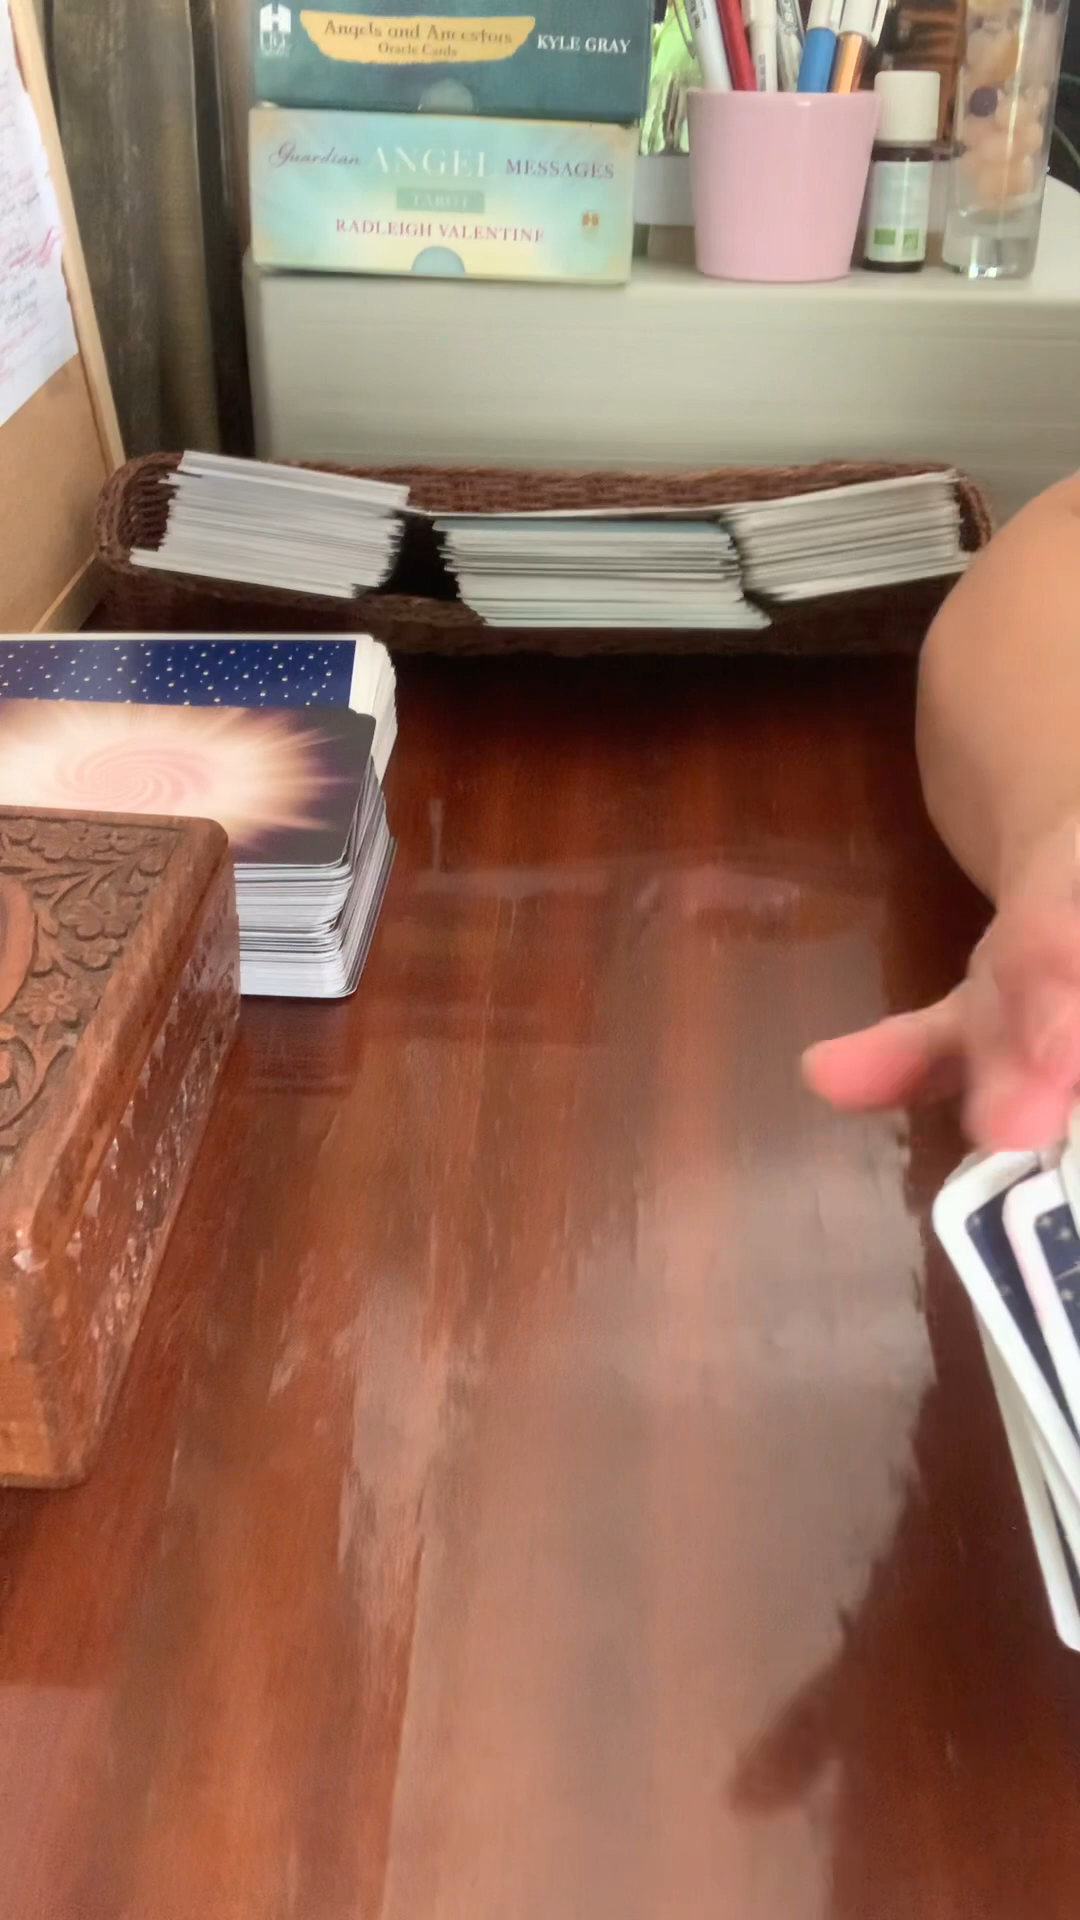 Angels and Ancestors
Oracle Cards
KYLE GRAY
Guardian ANGEL MESSAGES
TAROT
RADLEIGH VALENTINE